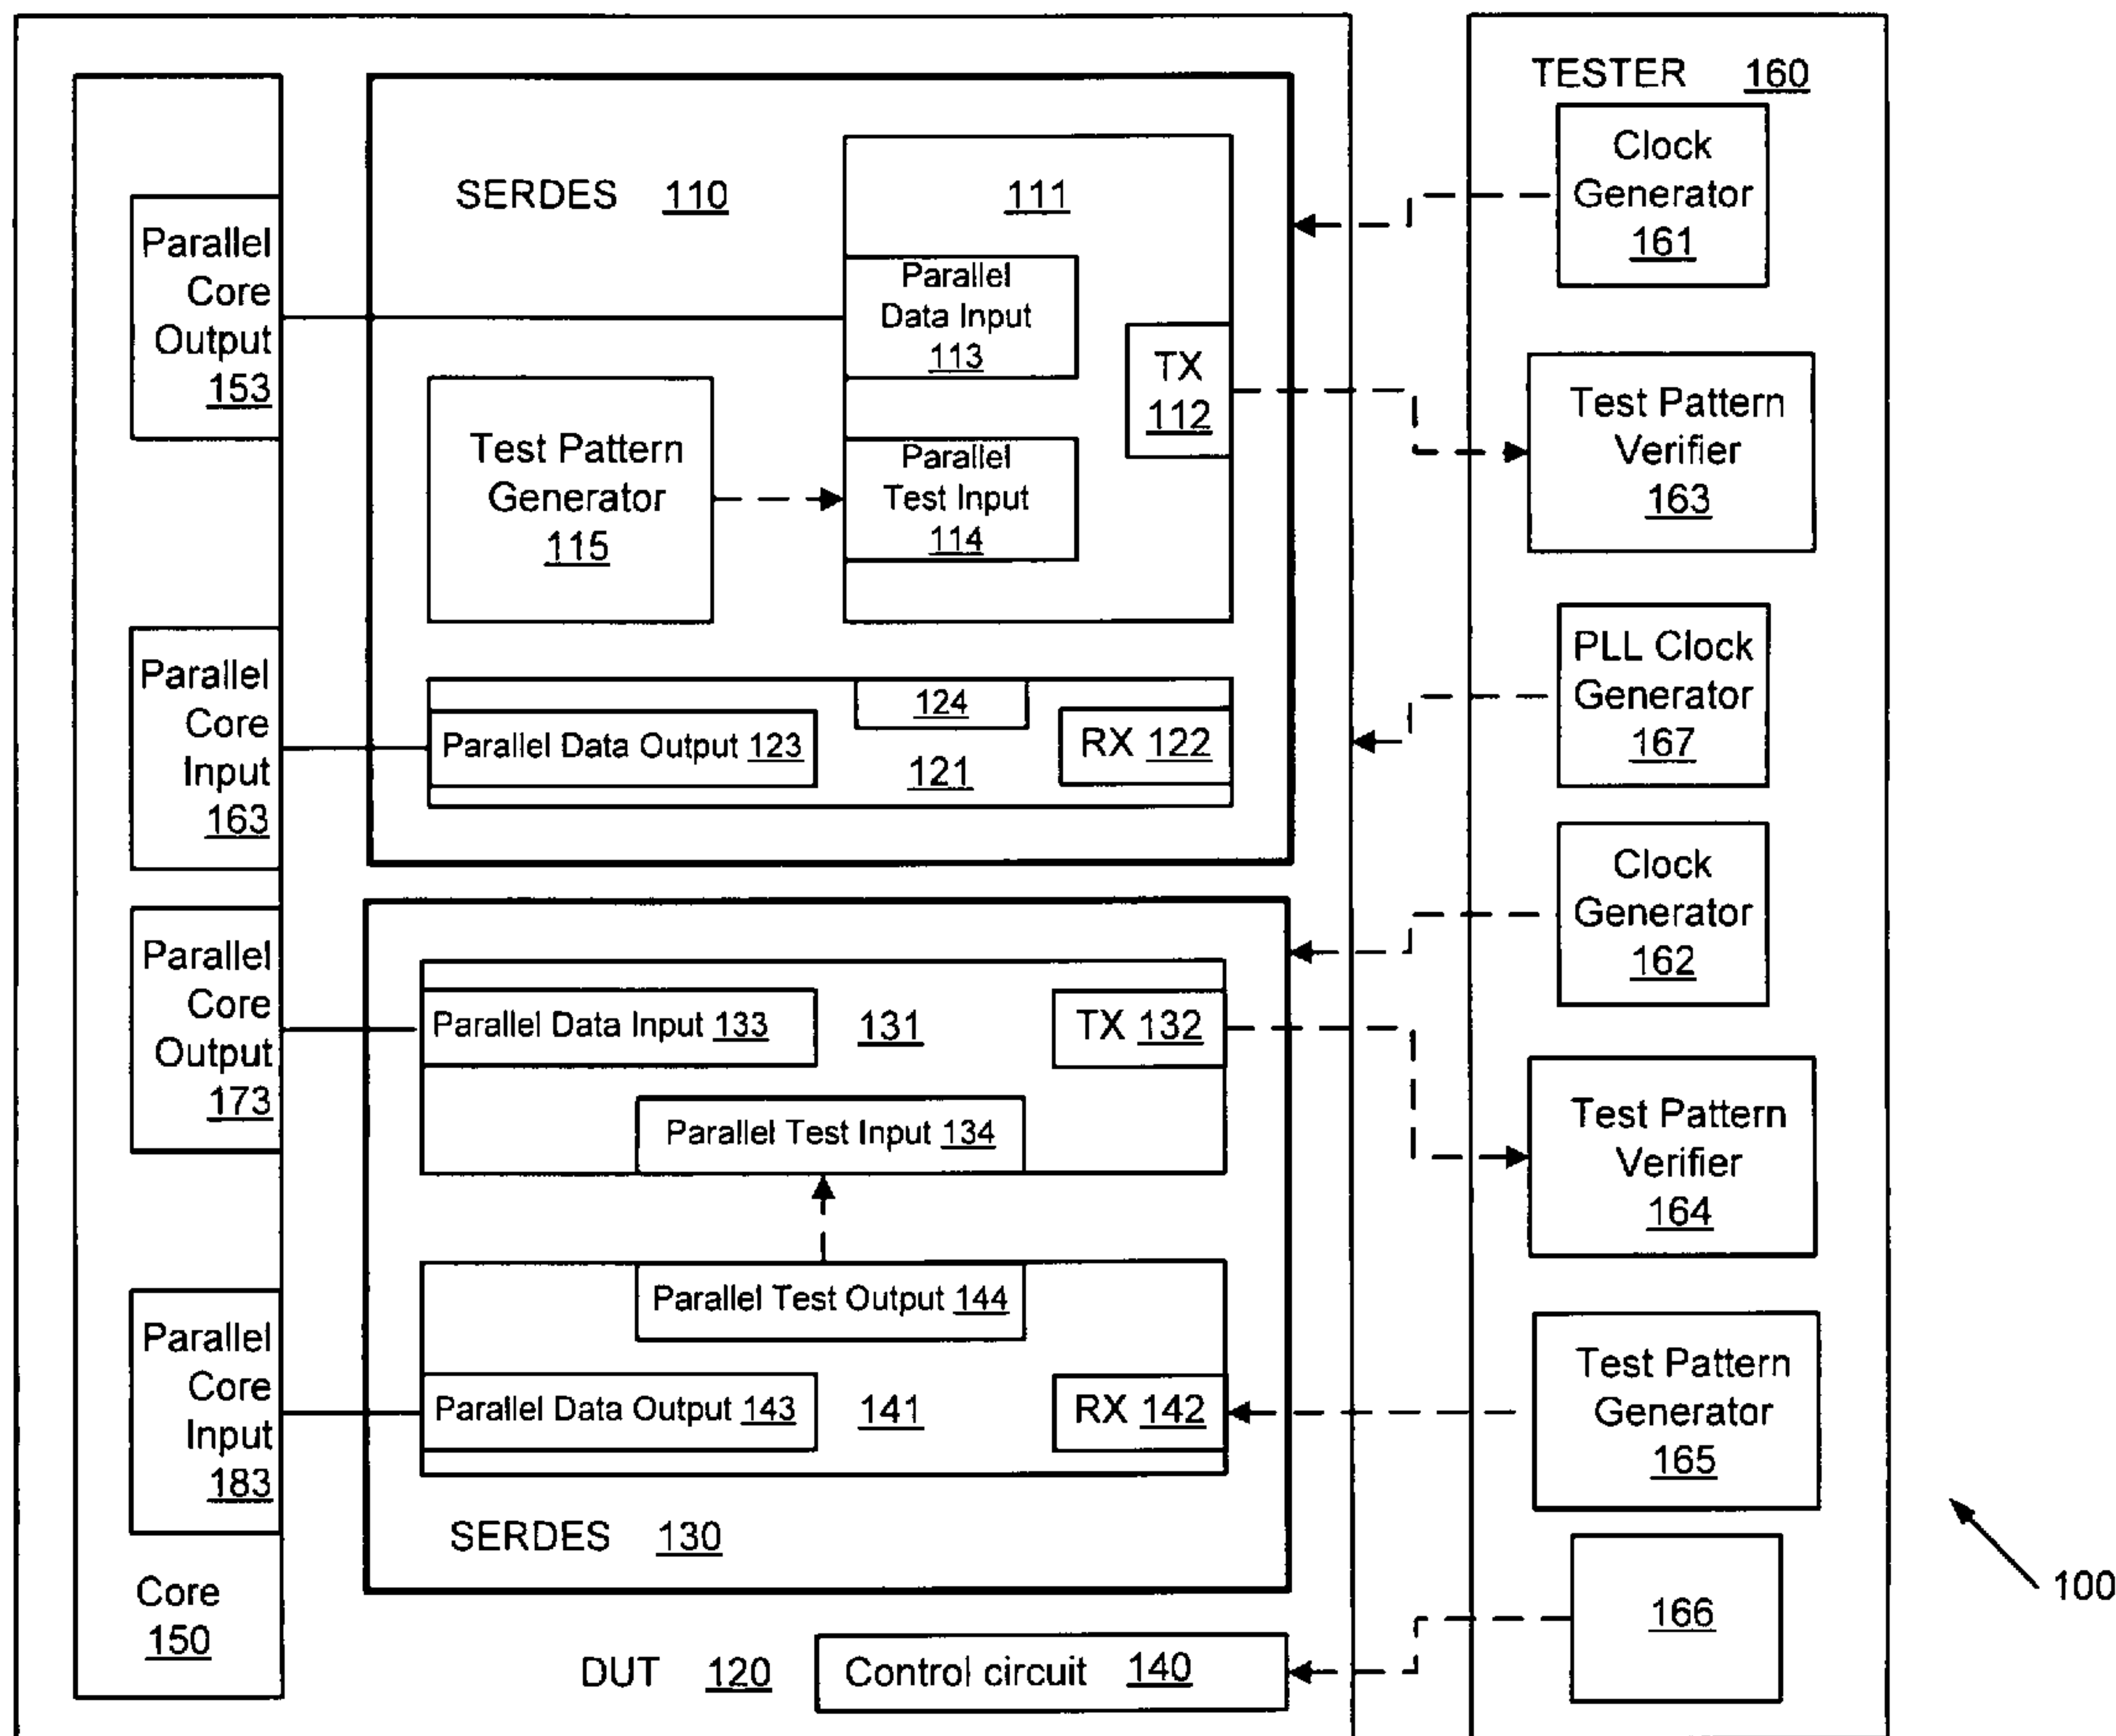 Parallel
Core
Output
153
Parallel
Core
Input
163
Parallel
Core
Output
173
Parallel
Core
Input
183
Core
150
SERDES 110
111
Parallel
Data Input
113
TX
112
Test Pattern
Generator
115
Parallel
Test Input
114
124
Parallel Data Output 123
121
RX 122
Parallel Data Input 133
131
TX 132
Parallel Test Input 134
Parallel Test Output 144
Parallel Data Output 143
141
RX 142
SERDES 130
DUT 120
Control circuit 140
TESTER 160
Clock
Generator
161
Test Pattern
Verifier
163
PLL Clock
Generator
167
Clock
Generator
162
Test Pattern
Verifier
164
Test Pattern
Generator
165
166
100